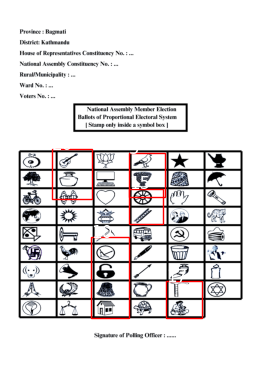 Province : Bagmati
District: Kathmandu
House of Representatives Constituency No. : ...
National Assembly Constituency No. : ...
Rural/Municipality : ...
Ward No. : ...
Voters No. : ...
National Assembly Member Election
Ballots of Proportional Electoral System
[ Stamp only inside a symbol box ]
Signature of Polling Officer : ......